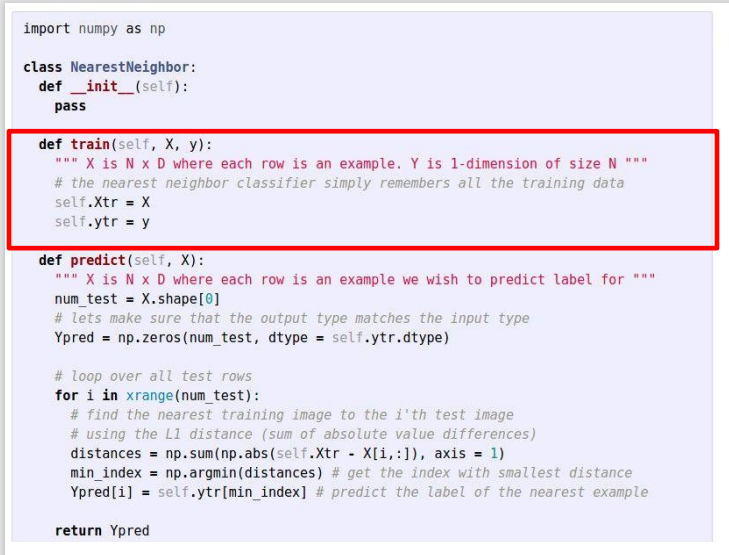 import numpy as np
class NearestNeighbor:
def __init__(self):
pass
def train(self, X, y):
""" X is N x D where each row is an example. Y is 1-dimension of size N """
# the nearest neighbor classifier simply remembers all the training data
self.Xtr = X
self.ytr = y
def predict(self, X):
""" X is N x D where each row is an example we wish to predict label for """
num_test = X.shape[0]
# lets make sure that the output type matches the input type
Ypred = np.zeros(num_test, dtype = self.ytr.dtype)
# loop over all test rows
for i in xrange(num_test):
# find the nearest training image to the i'th test image
# using the L1 distance (sum of absolute value differences)
distances = np.sum(np.abs(self.Xtr - X[i,:]), axis = 1)
min_index = np.argmin(distances) # get the index with smallest distance
Ypred[i] = self.ytr[min_index] # predict the label of the nearest example
return Ypred